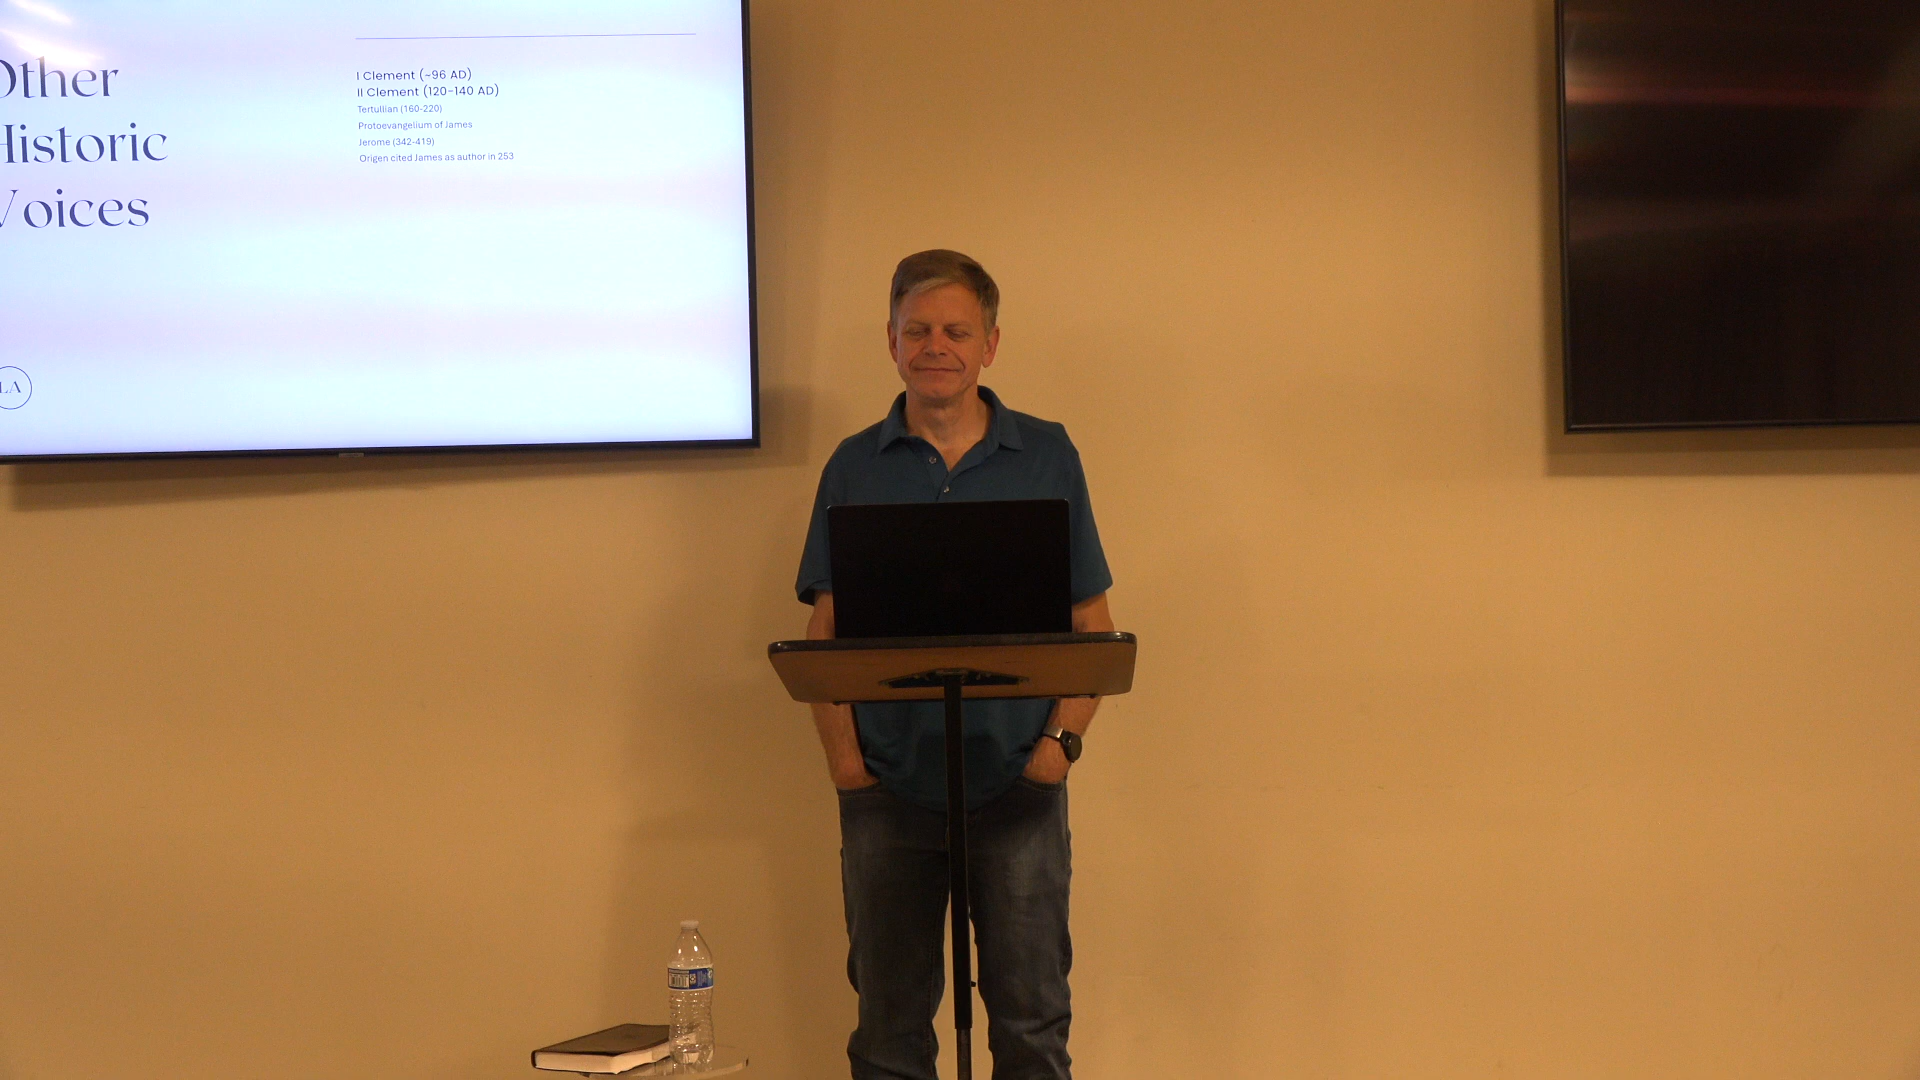 Other
Historic
Voices
I Clement (~96 AD)
II Clement (120-140 AD)
Tertullian (160-220)
Protoevangelium of James
Jerome (342-419)
Origen cited James as author in 253
LA